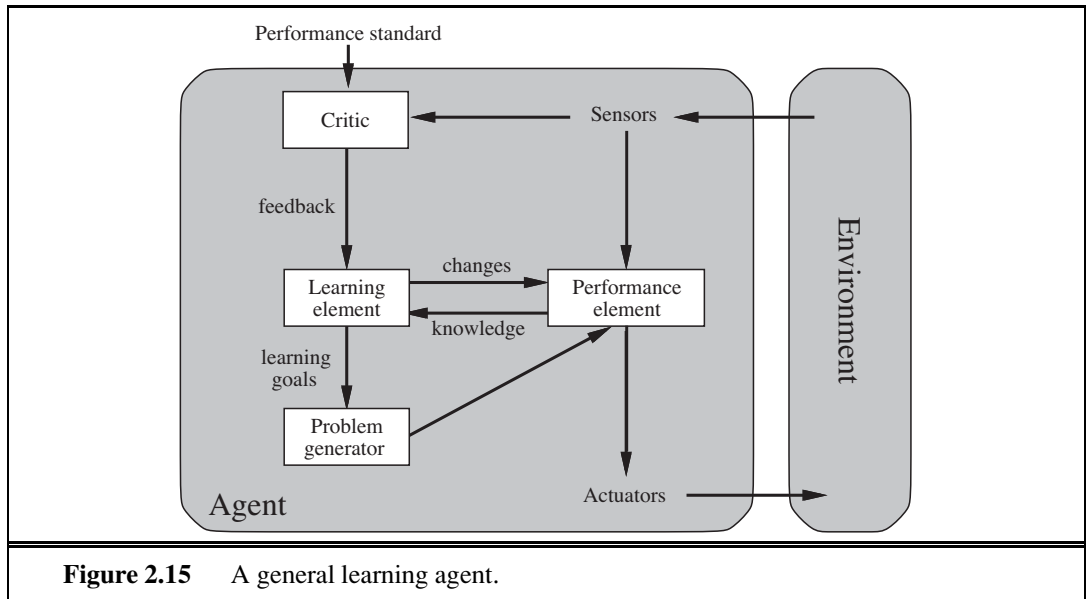 Performance standard
Critic
Sensors
feedback
changes
Learning
element
Performance
element
knowledge
learning
goals
Problem
generator
Agent
Actuators
Environment
Figure 2.15 A general learning agent.